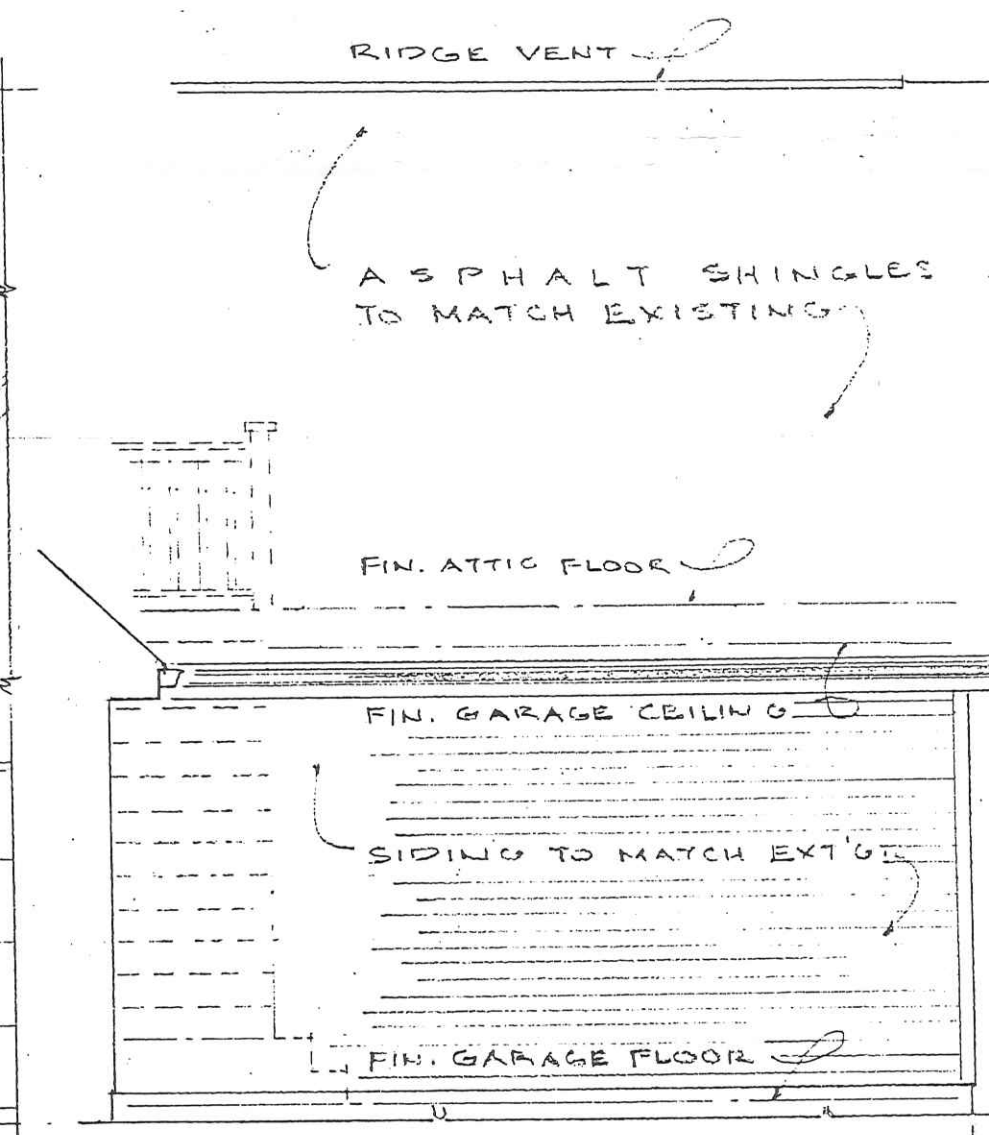 RIDGE VENT
ASPHALT SHINGLES
TO MATCH EXISTING
FIN. ATTIC FLOOR
FIN. GARAGE CEILING
SIDING TO MATCH EXT'G
FIN. GARAGE FLOOR